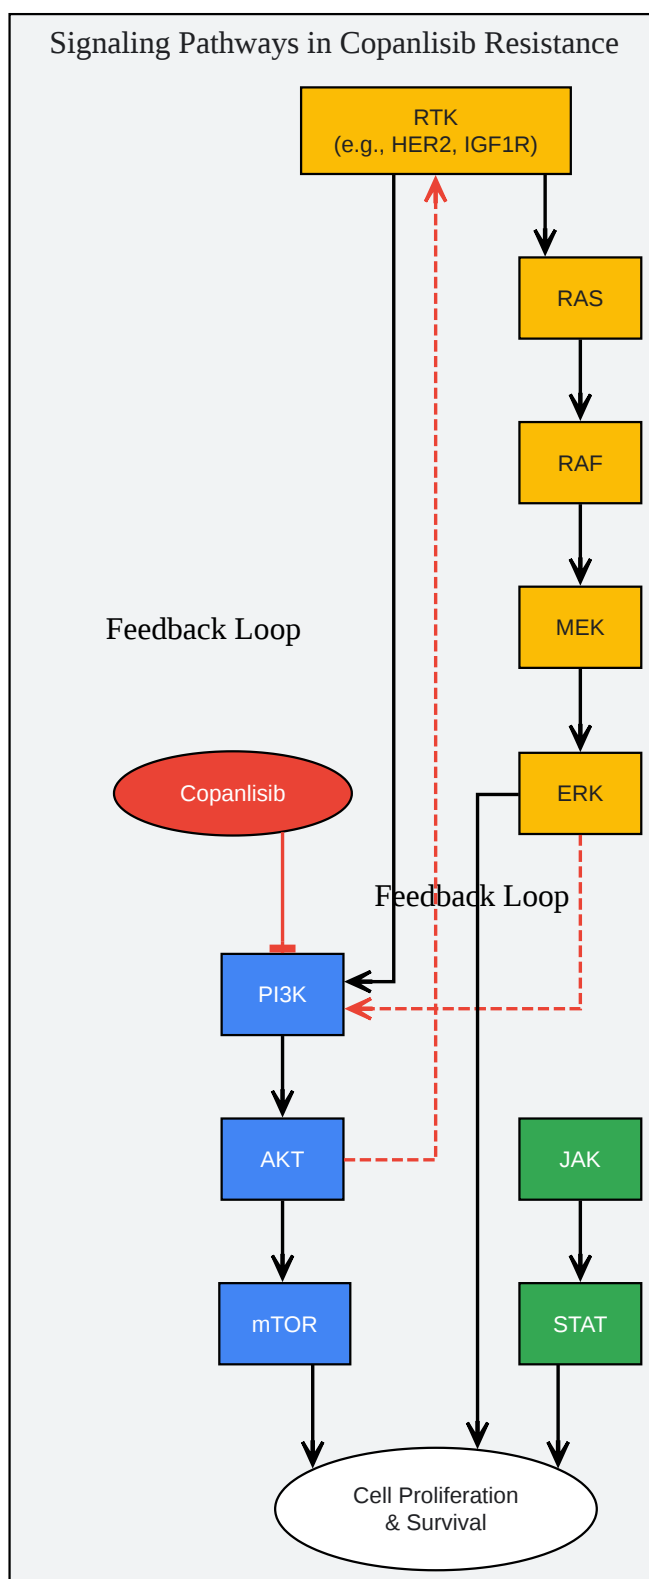 Signaling Pathways in Copanlisib Resistance
RTK
(e.g., HER2, IGF1R)
RAS
RAF
Feedback Loop
MEK
Copanlisib
ERK
Feedback Loop
PI3K
AKT
JAK
mTOR
STAT
Cell Proliferation
& Survival